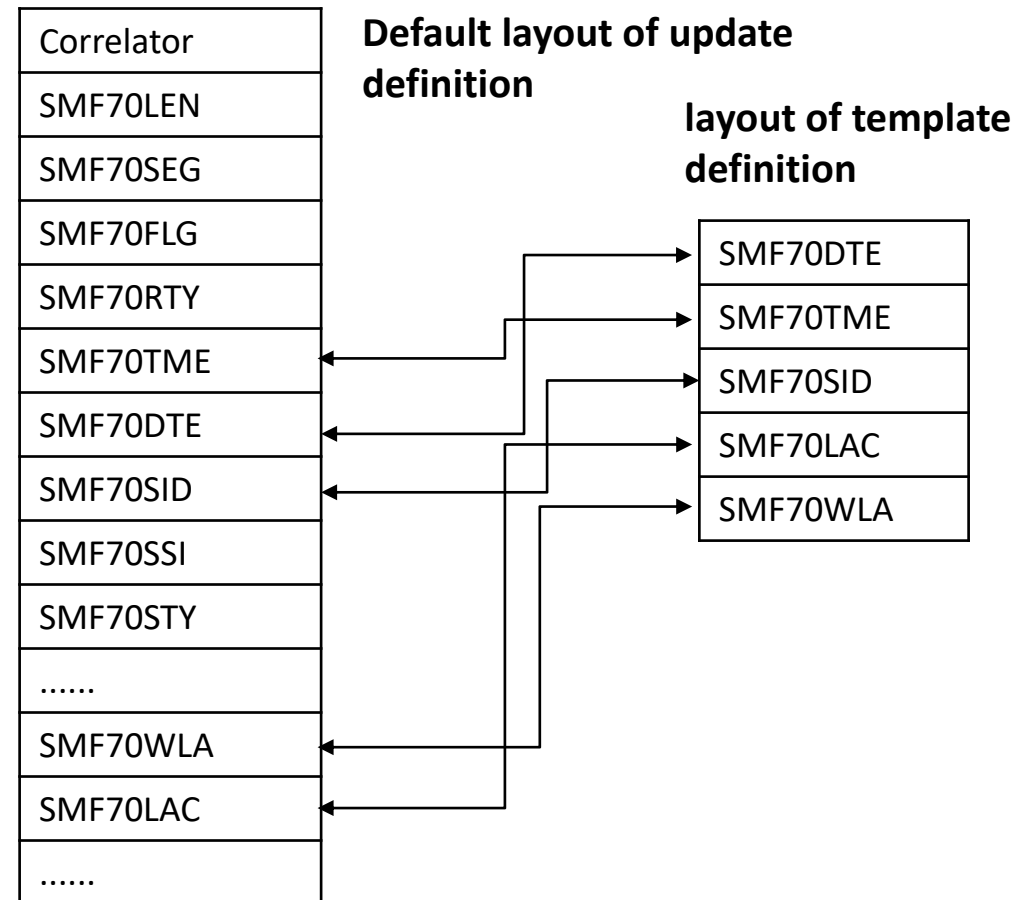 Correlator
SMF70LEN
SMF70SEG
SMF70FLG
SMF70RTY
SMF70TME
SMF70DTE
SMF70SID
SMF70SSI
SMF70STY
......
SMF70WLA
SMF70LAC
......
Default layout of update
definition
layout of template
definition
SMF70DTE
SMF70TME
SMF70SID
SMF70LAC
SMF70WLA